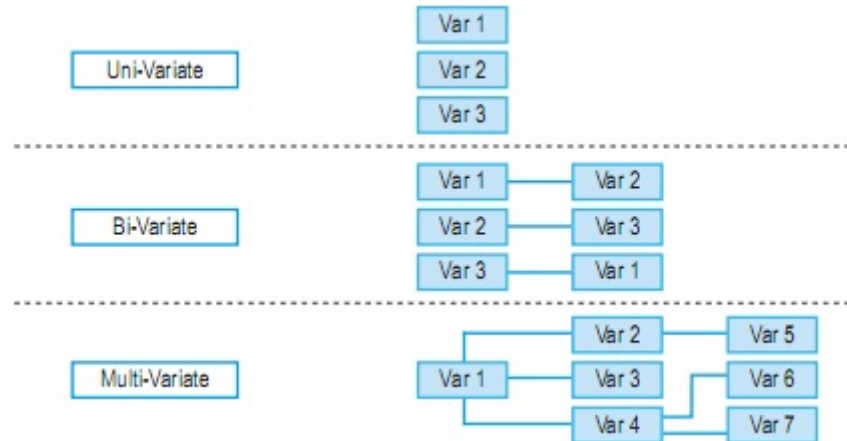 Var 1
Uni-Variate Var 2
Var 3
Var 1 Var 2
Bi-Variate Var 2 Var 3
Var 3 Var 1
Var 2 Var 5
Multi-Variate Var 1 Var 3 Var 6
Var 4 Var 7